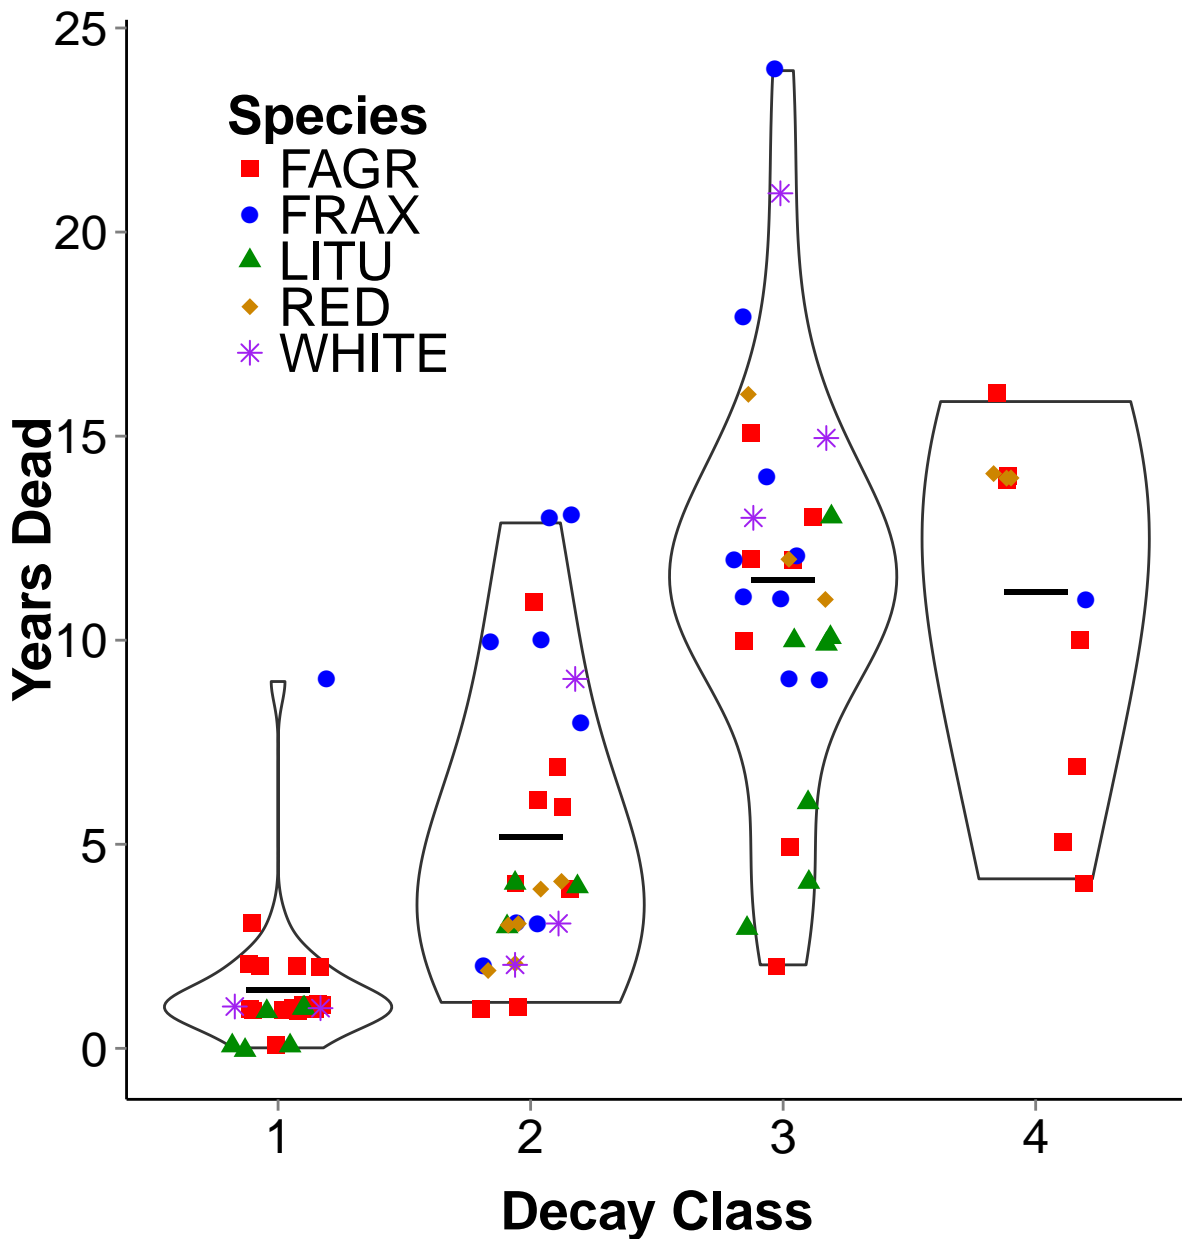 25
20
15
10
5
0
Years Dead
Species
FAGR
FRAX
LITU
RED
WHITE
1 2 3 4
Decay Class